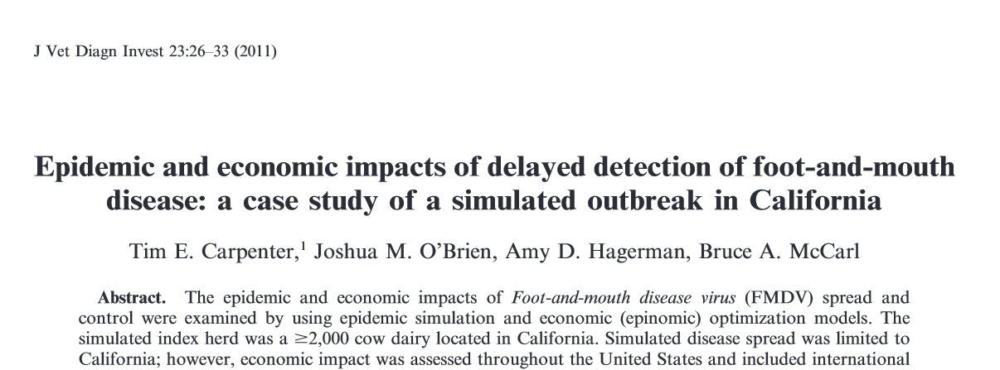 J Vet Diagn Invest 23:26–33 (2011)
Epidemic and economic impacts of delayed detection of foot-and-mouth
disease: a case study of a simulated outbreak in California
Tim E. Carpenter,¹ Joshua M. O’Brien, Amy D. Hagerman, Bruce A. McCarl
Abstract. The epidemic and economic impacts of Foot-and-mouth disease virus (FMDV) spread and
control were examined by using epidemic simulation and economic (epinomic) optimization models. The
simulated index herd was a ≥2,000 cow dairy located in California. Simulated disease spread was limited to
California; however, economic impact was assessed throughout the United States and included international